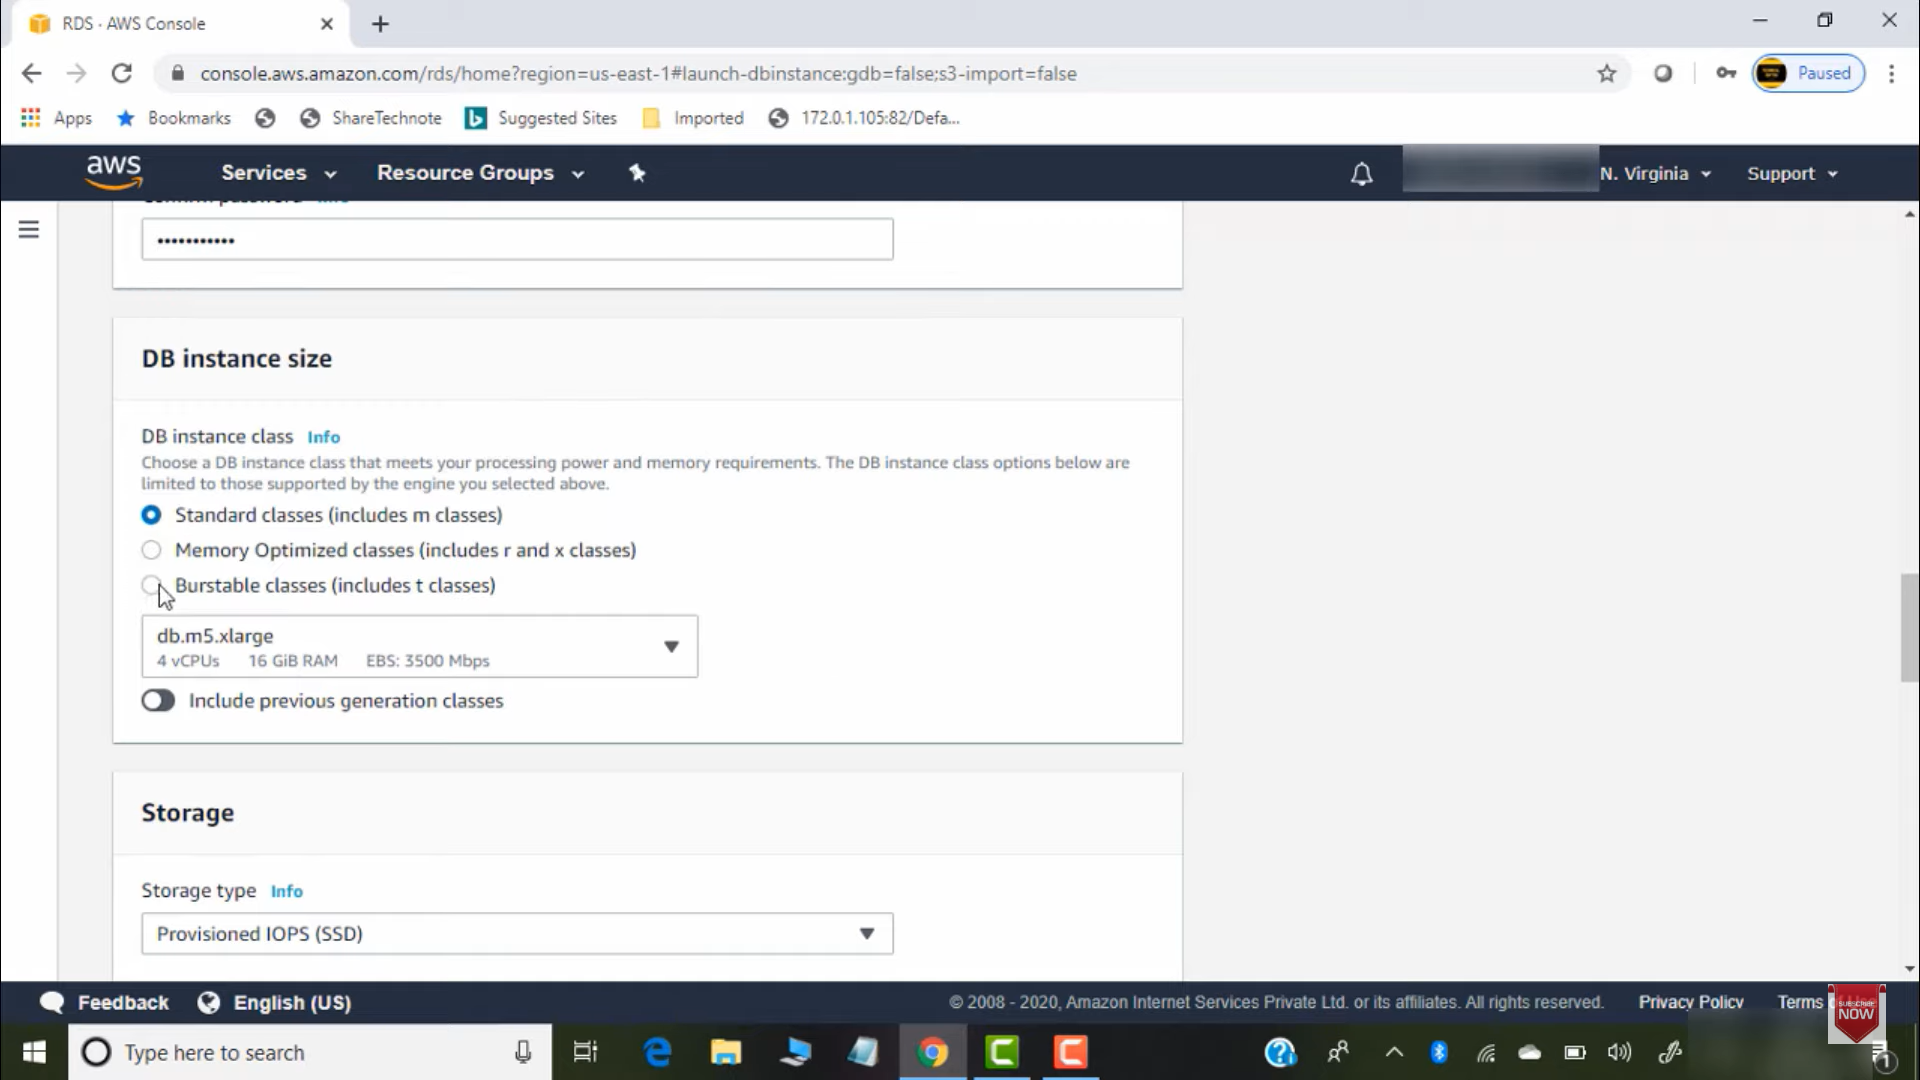 RDS - AWS Console
console.aws.amazon.com/rds/home?region=us-east-1#launch-dbinstance:gdb=false;s3-import=false
Paused
Apps
Bookmarks
ShareTechnote
Suggested Sites
Imported
172.0.1.105:82/Defa...
aws
Services
Resource Groups
N. Virginia
Support
Confirm password Info
•••••••••••
DB instance size
DB instance class Info
Choose a DB instance class that meets your processing power and memory requirements. The DB instance class options below are
limited to those supported by the engine you selected above.
Standard classes (includes m classes)
Memory Optimized classes (includes r and x classes)
Burstable classes (includes t classes)
db.m5.xlarge
4 vCPUs 16 GiB RAM EBS: 3500 Mbps
Include previous generation classes
Storage
Storage type Info
Provisioned IOPS (SSD)
Feedback
English (US)
© 2008 - 2020, Amazon Internet Services Private Ltd. or its affiliates. All rights reserved.
Privacy Policy
Terms
SUBSCRIBE
NOW
Type here to search
1